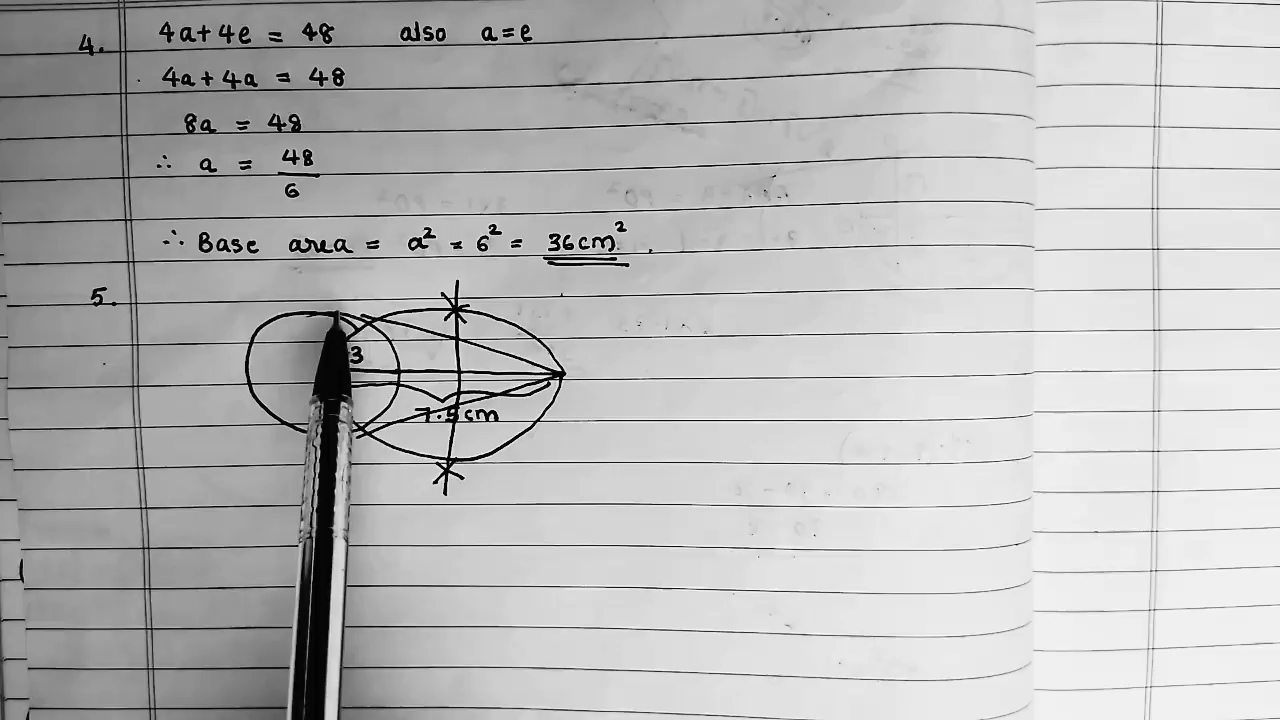 4. 4a+4e = 48 also a=e
4a+4a = 48
8a = 48
∴ a = 48/6
∴ Base area = a² = 6² = 36cm².
5.
3
7.5cm